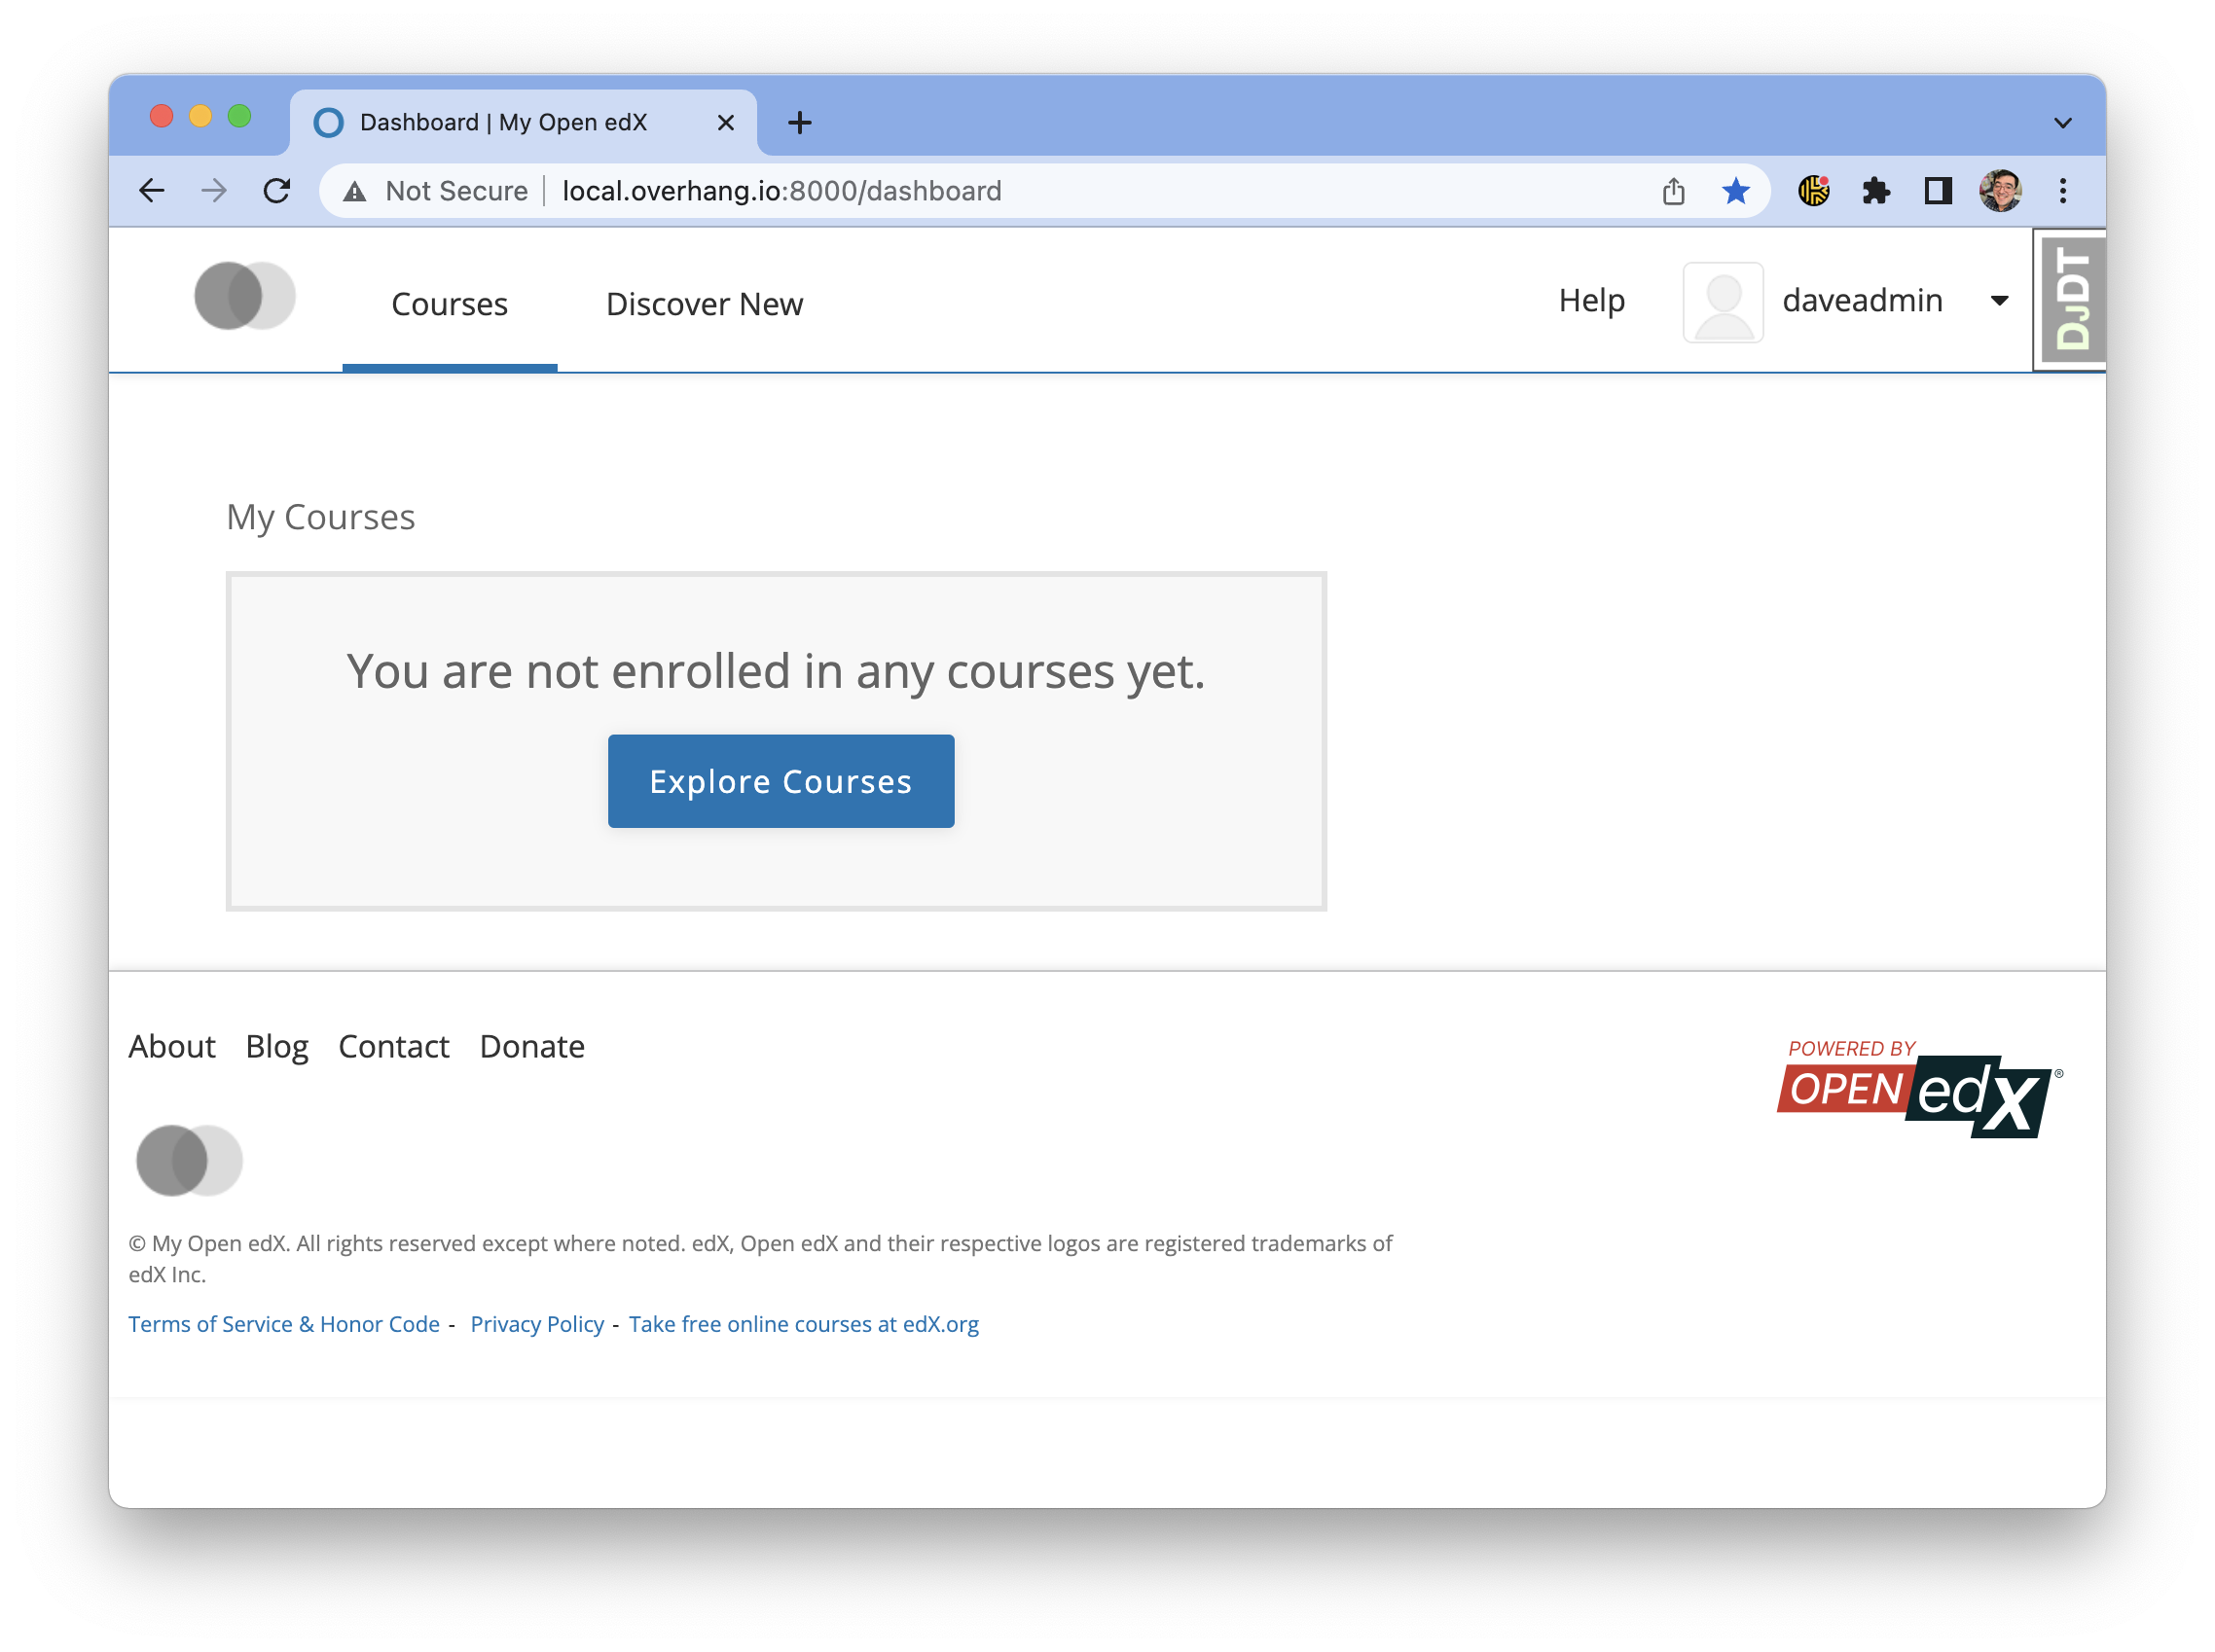 Dashboard | My Open edX
Not Secure local.overhang.io:8000/dashboard
Courses Discover New Help daveadmin
DJDT
My Courses
You are not enrolled in any courses yet.
Explore Courses
About Blog Contact Donate
POWERED BY
OPEN edX ®
© My Open edX. All rights reserved except where noted. edX, Open edX and their respective logos are registered trademarks of
edX Inc.
Terms of Service & Honor Code - Privacy Policy - Take free online courses at edX.org